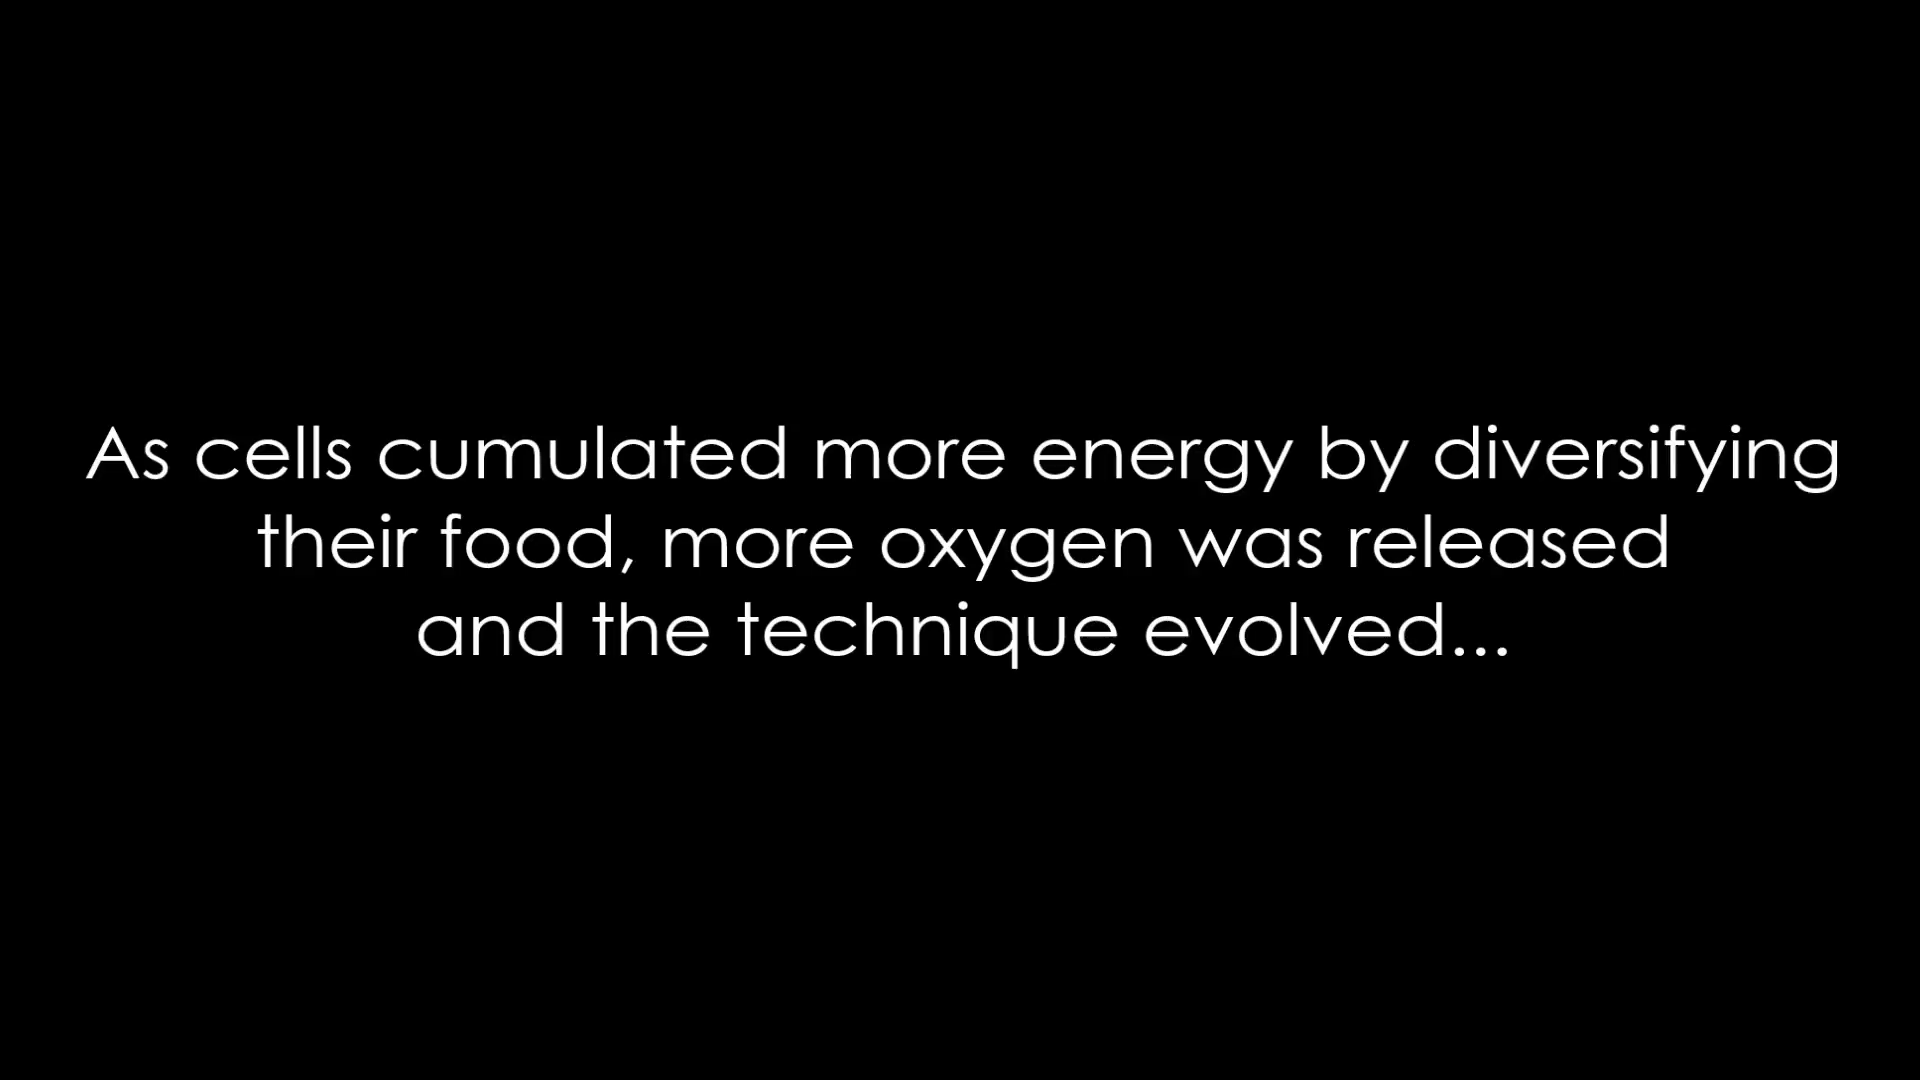 As cells cumulated more energy by diversifying
their food, more oxygen was released
and the technique evolved...